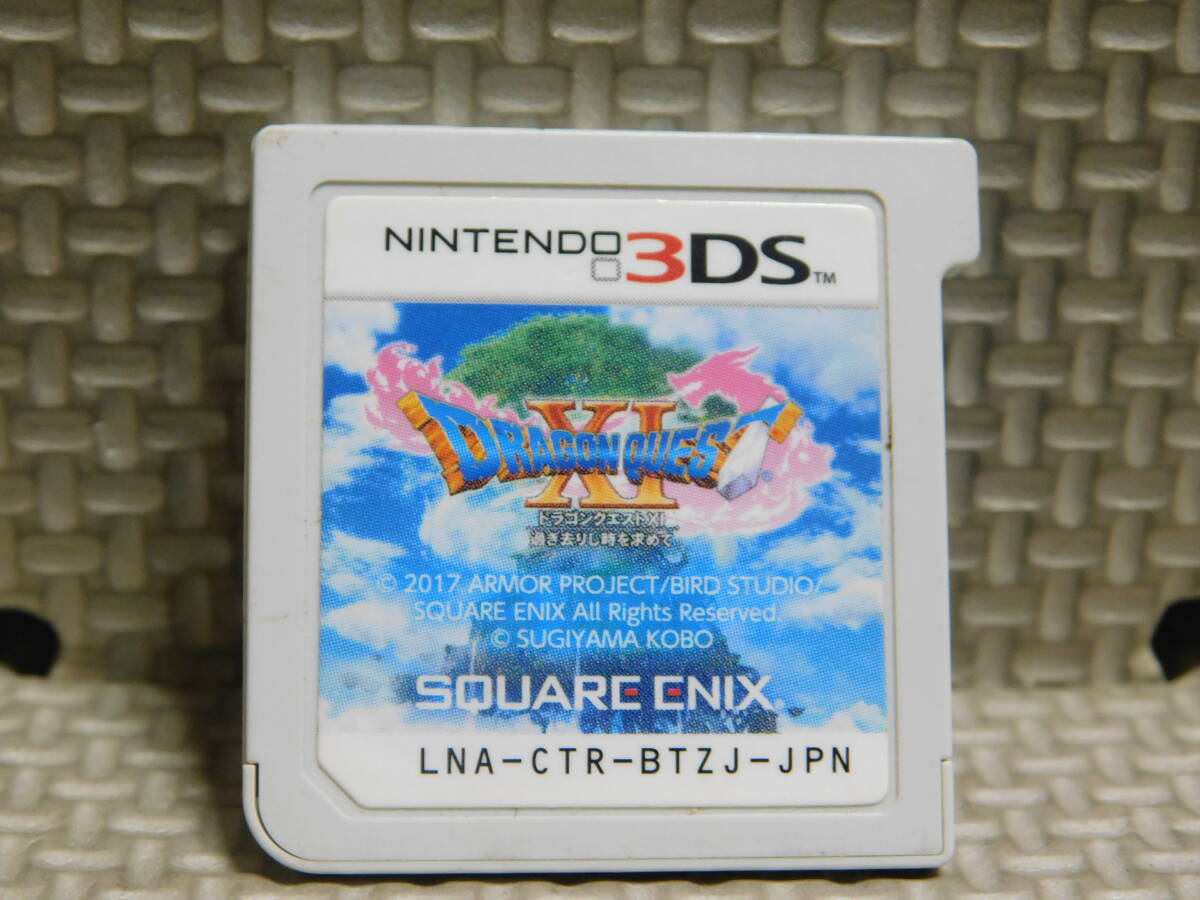 NINTENDO 3DS™
DRAGON QUEST®
XI
ドラゴンクエストXI
過ぎ去りし時を求めて
© 2017 ARMOR PROJECT/BIRD STUDIO/
SQUARE ENIX All Rights Reserved.
© SUGIYAMA KOBO
SQUARE ENIX®
LNA-CTR-BTZJ-JPN